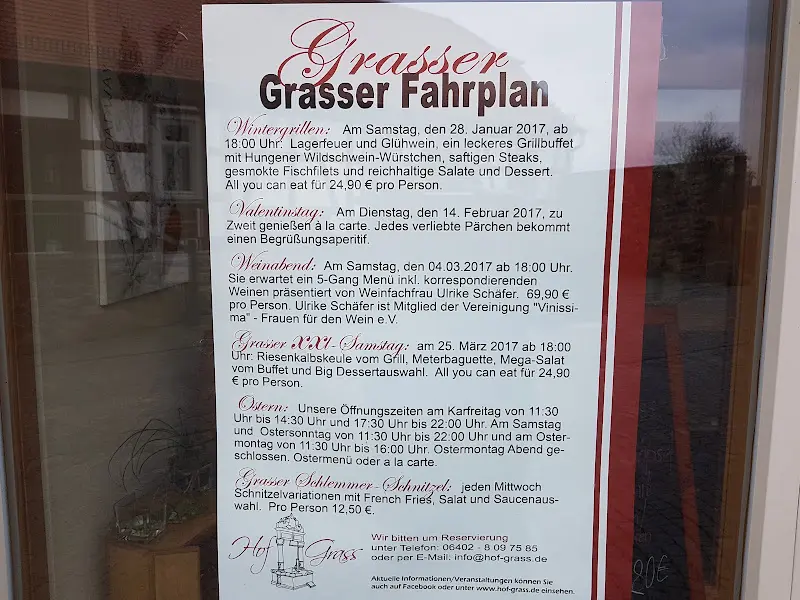 Grasser
Grasser Fahrplan
Wintergrillen: Am Samstag, den 28. Januar 2017, ab
18:00 Uhr: Lagerfeuer und Glühwein, ein leckeres Grillbuffet
mit Hungener Wildschwein-Würstchen, saftigen Steaks,
gesmokte Fischfilets und reichhaltige Salate und Dessert.
All you can eat für 24,90 € pro Person.
Valentinstag: Am Dienstag, den 14. Februar 2017, zu
Zweit genießen à la carte. Jedes verliebte Pärchen bekommt
einen Begrüßungsaperitif.
Weinabend: Am Samstag, den 04.03.2017 ab 18:00 Uhr.
Sie erwartet ein 5-Gang Menü inkl. korrespondierenden
Weinen präsentiert von Weinfachfrau Ulrike Schäfer. 69,90 €
pro Person. Ulrike Schäfer ist Mitglied der Vereinigung "Vinissi-
ma" - Frauen für den Wein e.V.
Grasser XXl-Samstag: am 25. März 2017 ab 18:00
Uhr: Riesenkalbskeule vom Grill, Meterbaguette, Mega-Salat
vom Buffet und Big Dessertauswahl. All you can eat für 24,90
€ pro Person.
Ostern: Unsere Öffnungszeiten am Karfreitag von 11:30
Uhr bis 14:30 Uhr und 17:30 Uhr bis 22:00 Uhr. Am Samstag
und Ostersonntag von 11:30 Uhr bis 22:00 Uhr und am Oster-
montag von 11:30 Uhr bis 16:00 Uhr. Ostermontag Abend ge-
schlossen. Ostermenü oder a la carte.
Grasser Schlemmer-Schnitzel: jeden Mittwoch
Schnitzelvariationen mit French Fries, Salat und Saucenaus-
wahl. Pro Person 12,50 €.
Hof Grass
Wir bitten um Reservierung
unter Telefon: 06402 - 8 09 75 85
oder per E-Mail: info@hof-grass.de
Aktuelle Informationen/Veranstaltungen können Sie
auch auf Facebook oder unter www.hof-grass.de einsehen.